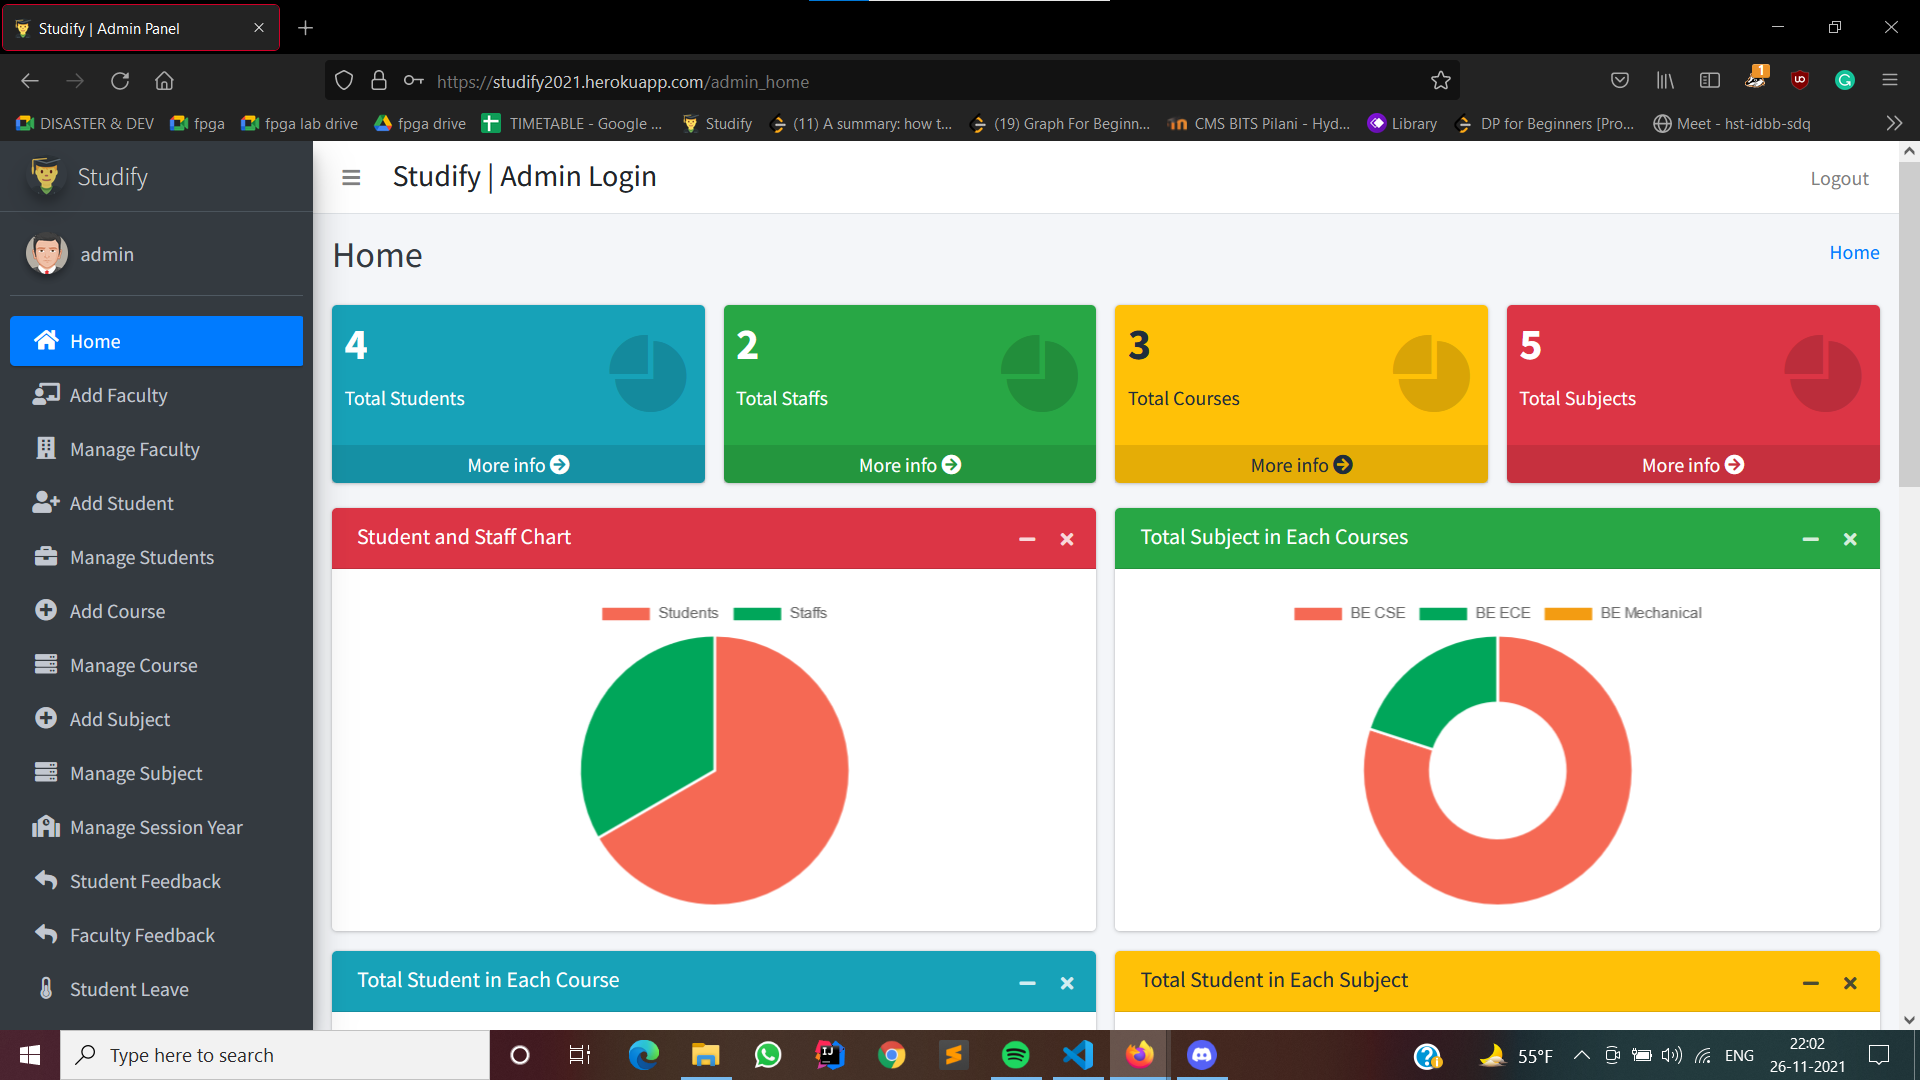 Studify | Admin Panel
https://studify2021.herokuapp.com/admin_home
1
DISASTER & DEV
fpga
fpga lab drive
fpga drive
TIMETABLE - Google ...
Studify
(11) A summary: how t...
(19) Graph For Beginn...
CMS BITS Pilani - Hyd...
Library
DP for Beginners [Pro...
Meet - hst-idbb-sdq
Studify
Studify | Admin Login
Logout
admin
Home
Home
Home
Add Faculty
Manage Faculty
Add Student
Manage Students
Add Course
Manage Course
Add Subject
Manage Subject
Manage Session Year
Student Feedback
Faculty Feedback
Student Leave
4
Total Students
More info
2
Total Staffs
More info
3
Total Courses
More info
5
Total Subjects
More info
Student and Staff Chart
Students
Staffs
Total Subject in Each Courses
BE CSE
BE ECE
BE Mechanical
Total Student in Each Course
Total Student in Each Subject
Type here to search
55°F
ENG
22:02
26-11-2021